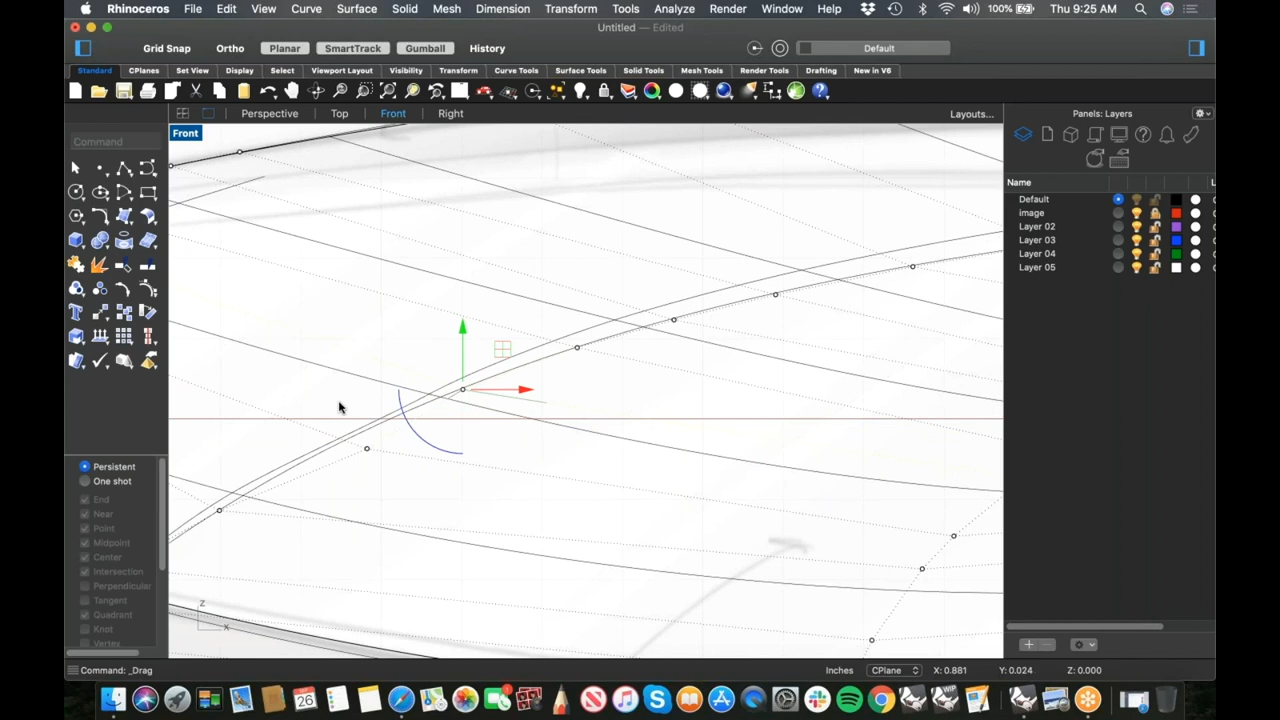 Rhinoceros File Edit View Curve Surface Solid Mesh Dimension Transform Tools Analyze Render Window Help 100% Thu 9:25 AM
Untitled — Edited
Grid Snap Ortho Planar SmartTrack Gumball History Default
Standard CPlanes Set View Display Select Viewport Layout Visibility Transform Curve Tools Surface Tools Solid Tools Mesh Tools Render Tools Drafting New in V6
Perspective Top Front Right Layouts... Panels: Layers
Front
Command
Name L
Default
image
Layer 02
Layer 03
Layer 04
Layer 05
Persistent
One shot
End
Near
Point
Midpoint
Center
Intersection
Perpendicular
Tangent
Quadrant
Knot
Vertex
Z
X
Command: _Drag Inches CPlane X: 0.881 Y: 0.024 Z: 0.000